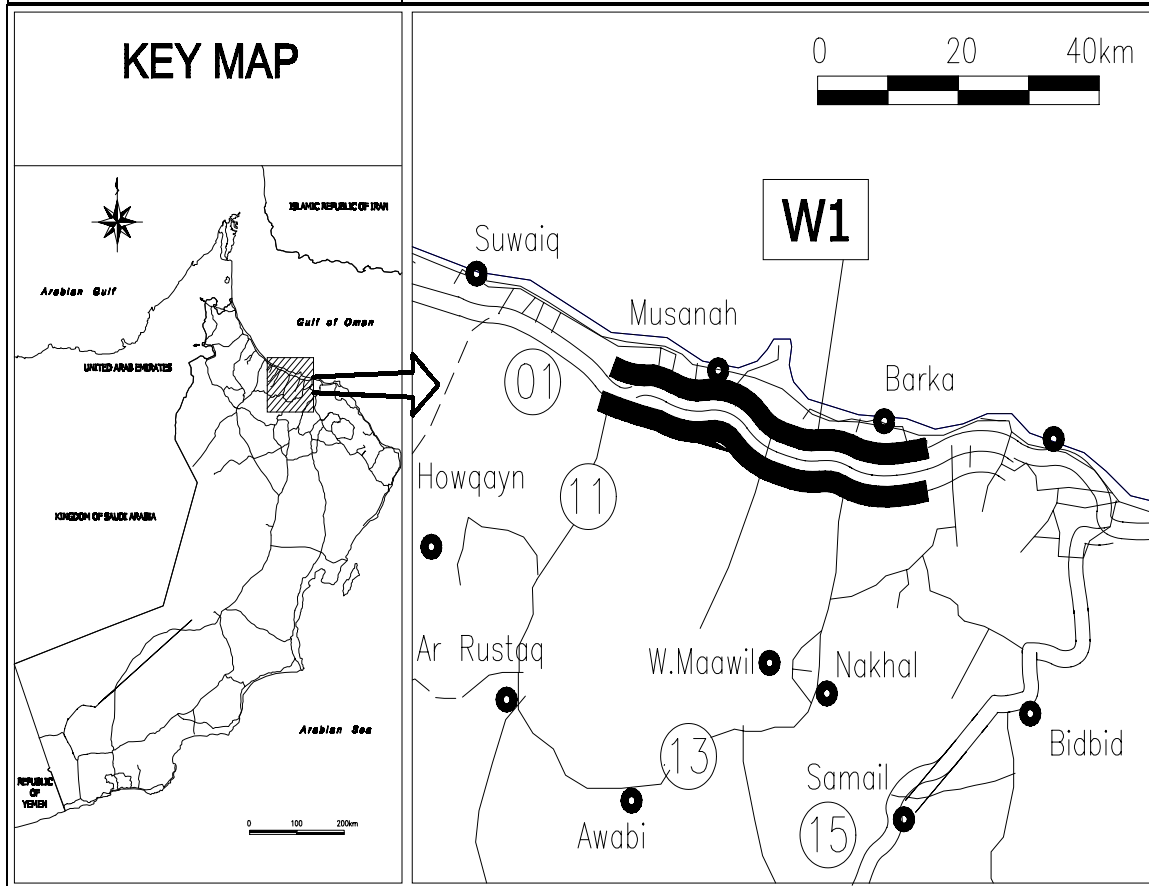 KEY MAP
ISLAMIC REPUBLIC OF IRAN
Arabian Gulf
Gulf of Oman
UNITED ARAB EMIRATES
KINGDOM OF SAUDI ARABIA
Arabian Sea
REPUBLIC
OF
YEMEN
0 100 200km
0 20 40km
W1
Suwaiq
Musanah
Barka
01
Howqayn
11
Ar Rustaq
W.Maawil
Nakhal
13
Bidbid
Samail
Awabi
15